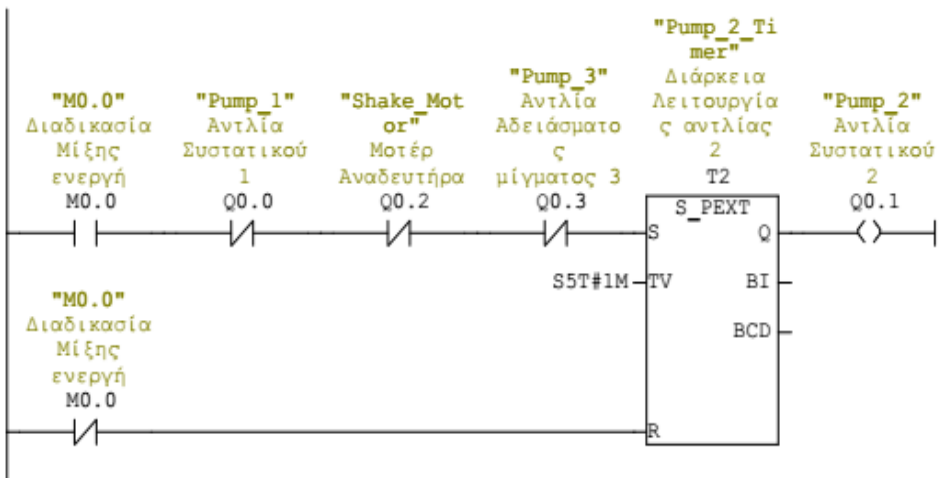 "M0.0"
Διαδικασία
Μίξης
ενεργή
M0.0
"Pump_1"
Αντλία
Συστατικού
1
Q0.0
"Shake_Mot
or"
Μοτέρ
Αναδευτήρα
Q0.2
"Pump_3"
Αντλία
Αδειάσματο
ς
μίγματος 3
Q0.3
"Pump_2_Ti
mer"
Διάρκεια
Λειτουργία
ς αντλίας
2
T2
"Pump_2"
Αντλία
Συστατικού
2
Q0.1
S_PEXT
S Q
S5T#1M TV BI
BCD
R
"M0.0"
Διαδικασία
Μίξης
ενεργή
M0.0